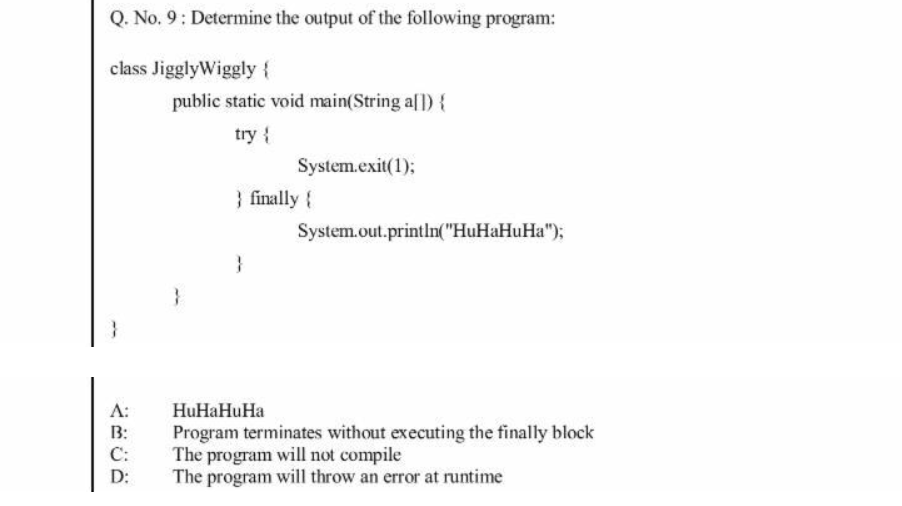 Q. No. 9 : Determine the output of the following program:
class JigglyWiggly {
public static void main(String a[]) {
try {
System.exit(1);
} finally {
System.out.println("HuHaHuHa");
}
}
}
A: HuHaHuHa
B: Program terminates without executing the finally block
C: The program will not compile
D: The program will throw an error at runtime